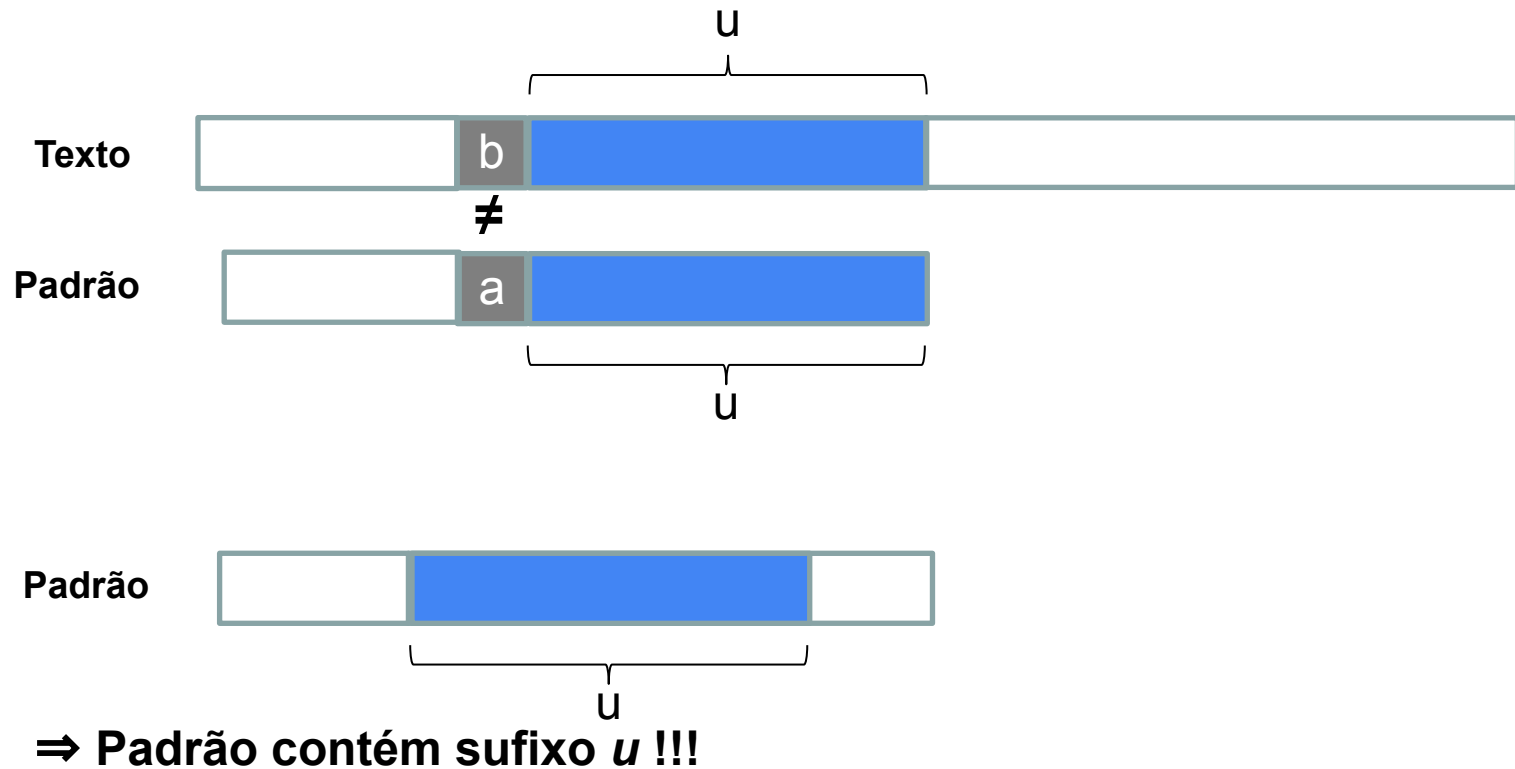 u
Texto b
≠
Padrão a
u
Padrão
u
⇒ Padrão contém sufixo u !!!